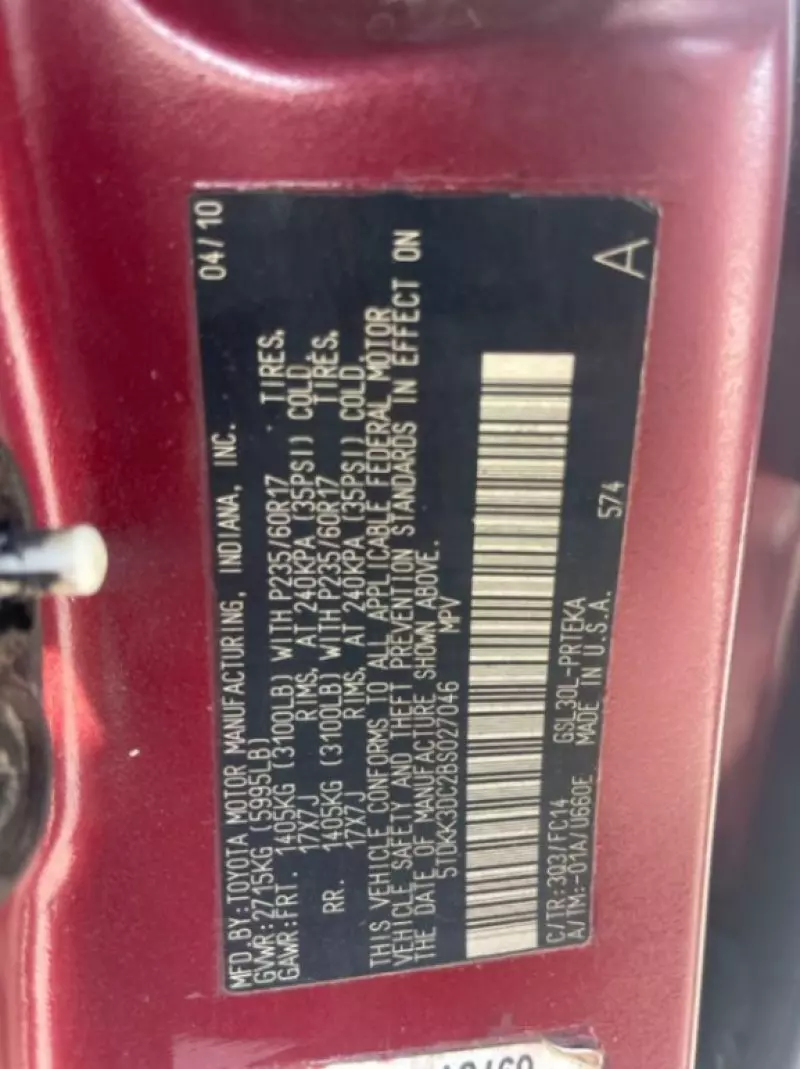 MFD.BY:TOYOTA MOTOR MANUFACTURING, INDIANA, INC. 04/10
GVWR:2715KG (5995LB)
GAWR:FRT. 1405KG (3100LB) WITH P235/60R17 TIRES,
17X7J RIMS, AT 240KPA (35PSI) COLD.
RR. 1405KG (3100LB) WITH P235/60R17 TIRES,
17X7J RIMS, AT 240KPA (35PSI) COLD.
THIS VEHICLE CONFORMS TO ALL APPLICABLE FEDERAL MOTOR
VEHICLE SAFETY AND THEFT PREVENTION STANDARDS IN EFFECT ON
THE DATE OF MANUFACTURE SHOWN ABOVE.
5TDKK3DC2BS027046 MPV
C/TR:3Q3/FC14 GSL30L-PRTEKA 574
A/TM:-01A/U660E MADE IN U.S.A.
A